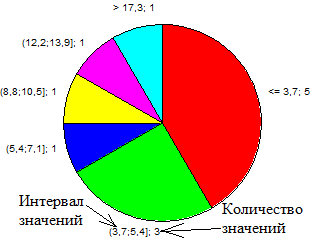 > 17,3; 1
(12,2;13,9]; 1
(8,8;10,5]; 1
<= 3,7; 5
(5,4;7,1]; 1
Интервал
значений
Количество
значений
(3,7;5,4]; 3